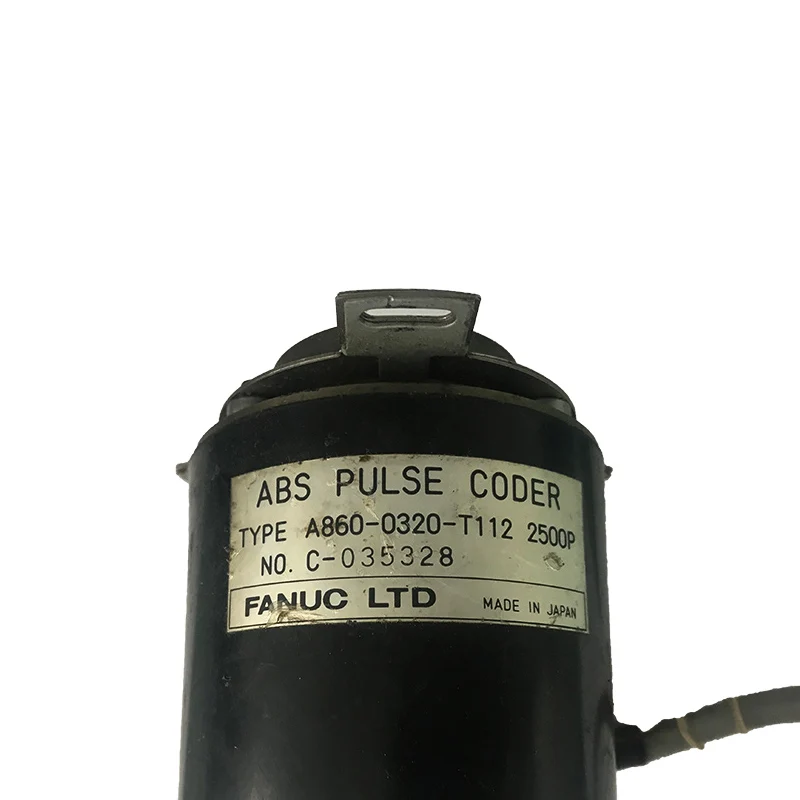 ABS PULSE CODER
TYPE A860-0320-T112 2500P
NO. C-035328
FANUC LTD MADE IN JAPAN